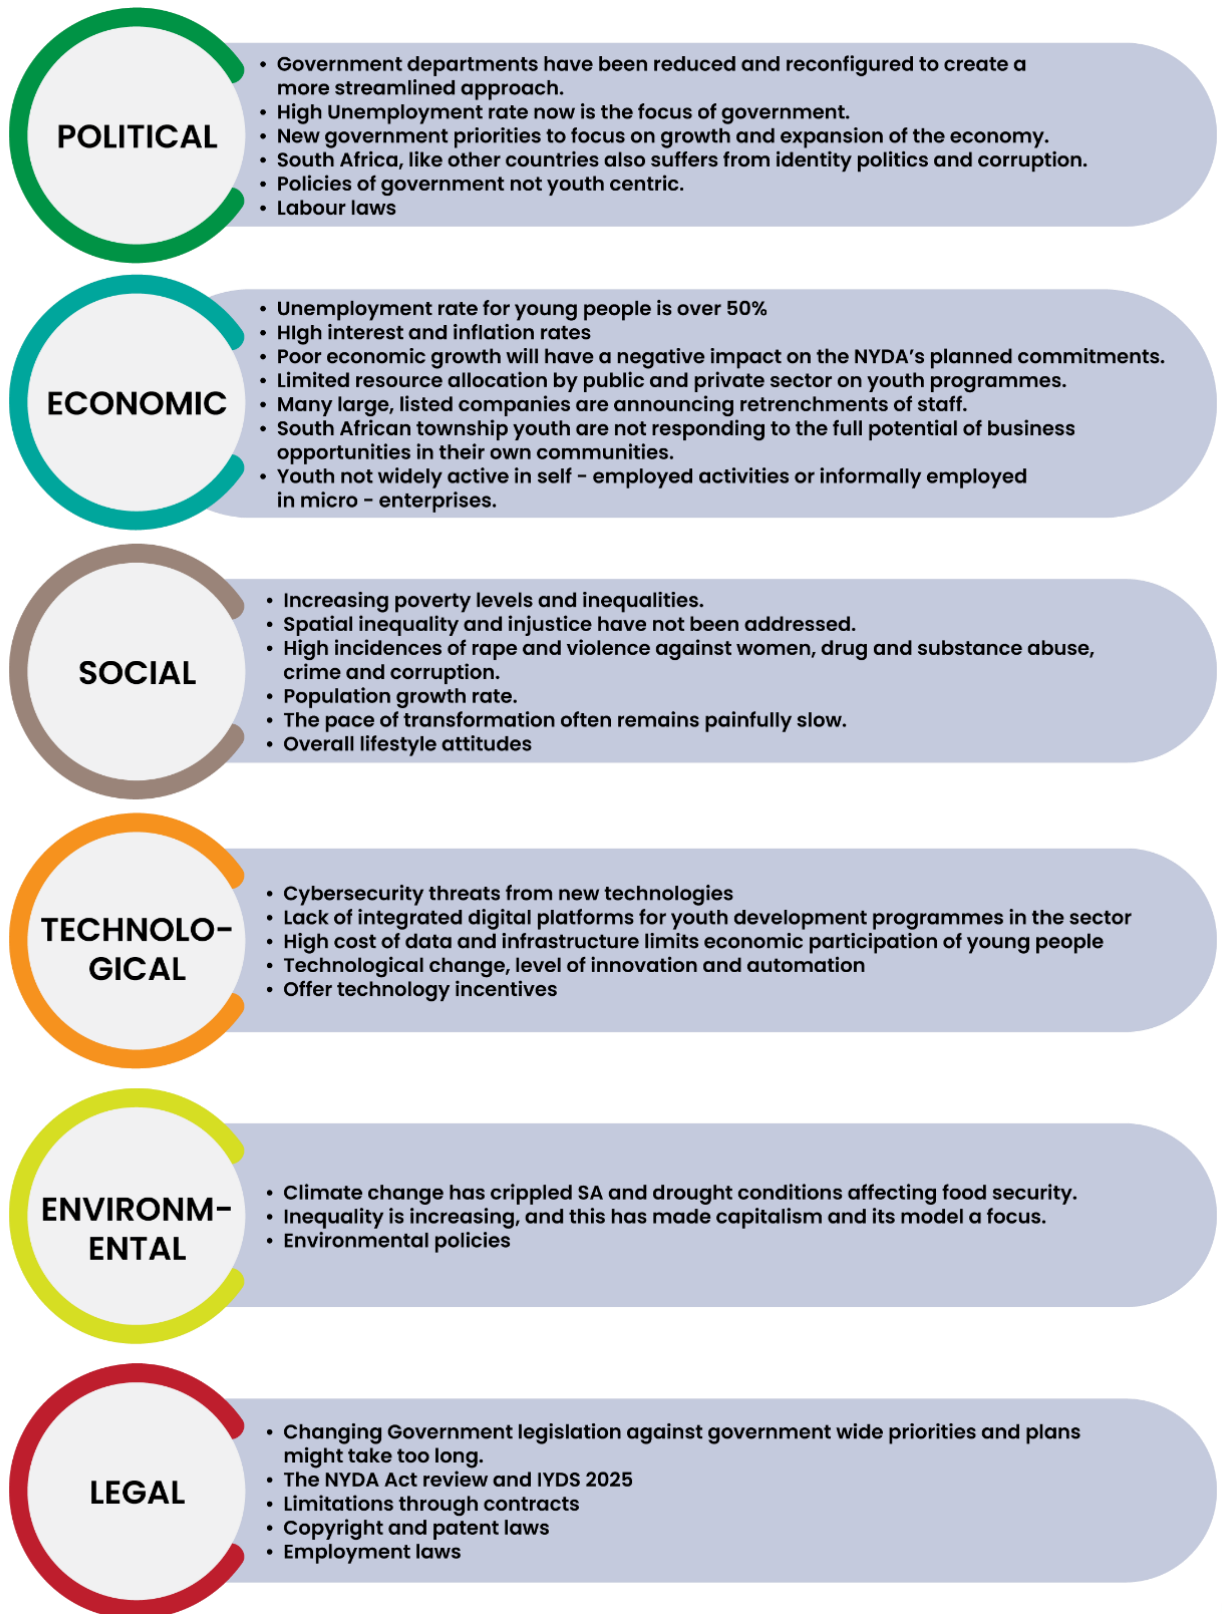 POLITICAL
• Government departments have been reduced and reconfigured to create a
more streamlined approach.
• High Unemployment rate now is the focus of government.
• New government priorities to focus on growth and expansion of the economy.
• South Africa, like other countries also suffers from identity politics and corruption.
• Policies of government not youth centric.
• Labour laws
ECONOMIC
• Unemployment rate for young people is over 50%
• HIgh interest and inflation rates
• Poor economic growth will have a negative impact on the NYDA’s planned commitments.
• Limited resource allocation by public and private sector on youth programmes.
• Many large, listed companies are announcing retrenchments of staff.
• South African township youth are not responding to the full potential of business
opportunities in their own communities.
• Youth not widely active in self - employed activities or informally employed
in micro - enterprises.
SOCIAL
• Increasing poverty levels and inequalities.
• Spatial inequality and injustice have not been addressed.
• High incidences of rape and violence against women, drug and substance abuse,
crime and corruption.
• Population growth rate.
• The pace of transformation often remains painfully slow.
• Overall lifestyle attitudes
TECHNOLO-
GICAL
• Cybersecurity threats from new technologies
• Lack of integrated digital platforms for youth development programmes in the sector
• High cost of data and infrastructure limits economic participation of young people
• Technological change, level of innovation and automation
• Offer technology incentives
ENVIRONM-
ENTAL
• Climate change has crippled SA and drought conditions affecting food security.
• Inequality is increasing, and this has made capitalism and its model a focus.
• Environmental policies
LEGAL
• Changing Government legislation against government wide priorities and plans
might take too long.
• The NYDA Act review and IYDS 2025
• Limitations through contracts
• Copyright and patent laws
• Employment laws